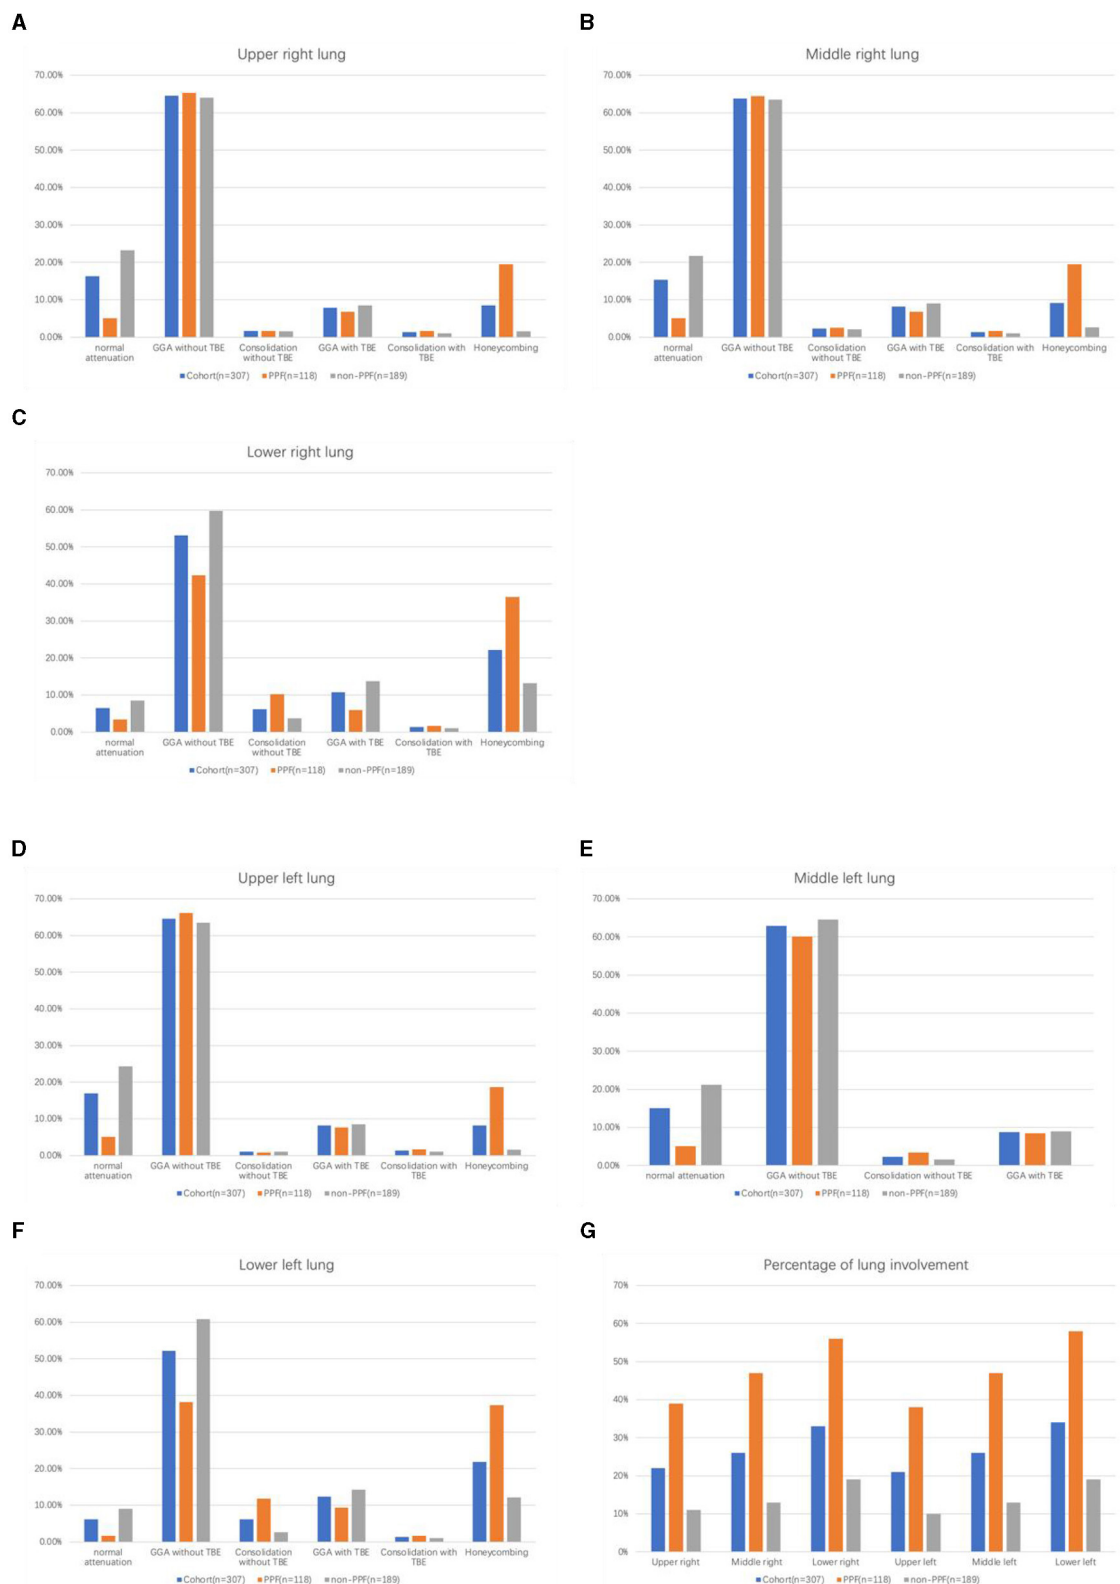 A
Upper right lung
70.00%
60.00%
50.00%
40.00%
30.00%
20.00%
10.00%
0.00%
normal attenuation
GGA without TBE
Consolidation without TBE
GGA with TBE
Consolidation with TBE
Honeycombing
Cohort(n=307) PPF(n=118) non-PPF(n=189)
B
Middle right lung
70.00%
60.00%
50.00%
40.00%
30.00%
20.00%
10.00%
0.00%
normal attenuation
GGA without TBE
Consolidation without TBE
GGA with TBE
Consolidation with TBE
Honeycombing
Cohort(n=307) PPF(n=118) non-PPF(n=189)
C
Lower right lung
70.00%
60.00%
50.00%
40.00%
30.00%
20.00%
10.00%
0.00%
normal attenuation
GGA without TBE
Consolidation without TBE
GGA with TBE
Consolidation with TBE
Honeycombing
Cohort(n=307) PPF(n=118) non-PPF(n=189)
D
Upper left lung
70.00%
60.00%
50.00%
40.00%
30.00%
20.00%
10.00%
0.00%
normal attenuation
GGA without TBE
Consolidation without TBE
GGA with TBE
Consolidation with TBE
Honeycombing
Cohort(n=307) PPF(n=118) non-PPF(n=189)
E
Middle left lung
70.00%
60.00%
50.00%
40.00%
30.00%
20.00%
10.00%
0.00%
normal attenuation
GGA without TBE
Consolidation without TBE
GGA with TBE
Cohort(n=307) PPF(n=118) non-PPF(n=189)
F
Lower left lung
70.00%
60.00%
50.00%
40.00%
30.00%
20.00%
10.00%
0.00%
normal attenuation
GGA without TBE
Consolidation without TBE
GGA with TBE
Consolidation with TBE
Honeycombing
Cohort(n=307) PPF(n=118) non-PPF(n=189)
G
Percentage of lung involvement
70%
60%
50%
40%
30%
20%
10%
0%
Upper right
Middle right
Lower right
Upper left
Middle left
Lower left
Cohort(n=307) PPF(n=118) non-PPF(n=189)